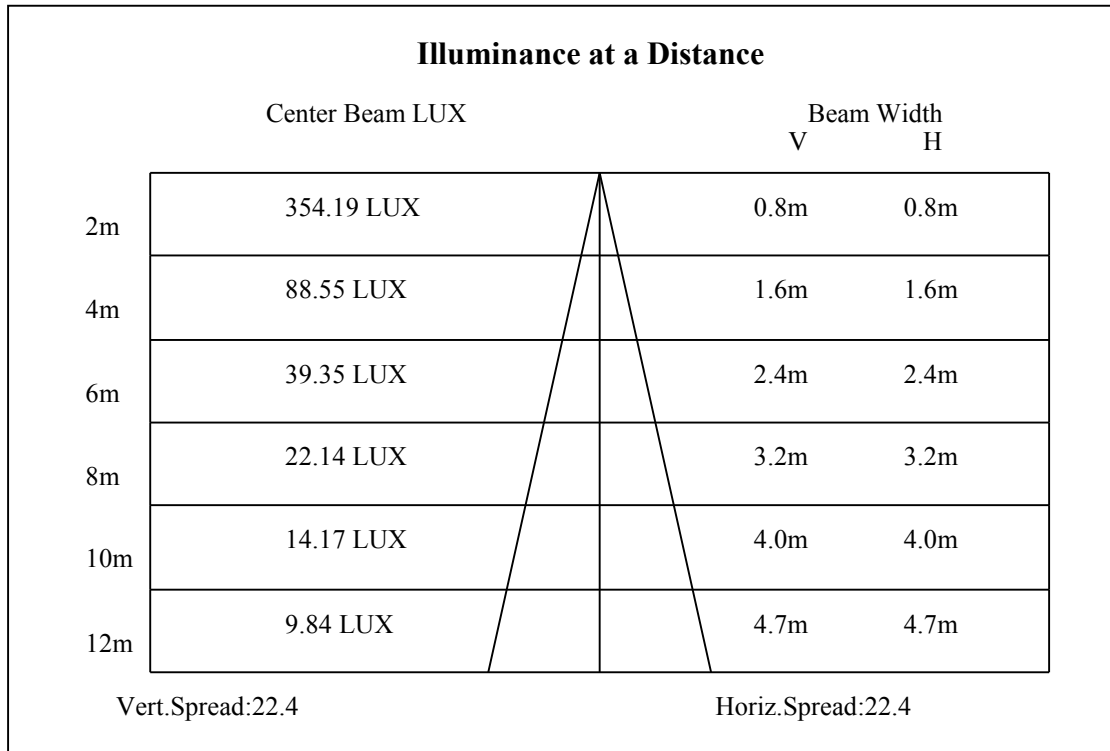 Illuminance at a Distance
Center Beam LUX Beam Width
V H
2m 354.19 LUX 0.8m 0.8m
4m 88.55 LUX 1.6m 1.6m
6m 39.35 LUX 2.4m 2.4m
8m 22.14 LUX 3.2m 3.2m
10m 14.17 LUX 4.0m 4.0m
12m 9.84 LUX 4.7m 4.7m
Vert.Spread:22.4 Horiz.Spread:22.4